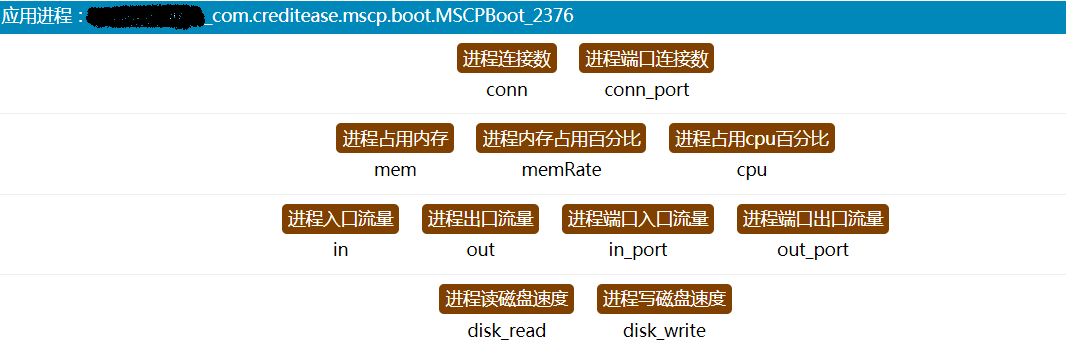 应用进程：_com.creditease.mscp.boot.MSCPBoot_2376
进程连接数 进程端口连接数
conn conn_port
进程占用内存 进程内存占用百分比 进程占用cpu百分比
mem memRate cpu
进程入口流量 进程出口流量 进程端口入口流量 进程端口出口流量
in out in_port out_port
进程读磁盘速度 进程写磁盘速度
disk_read disk_write